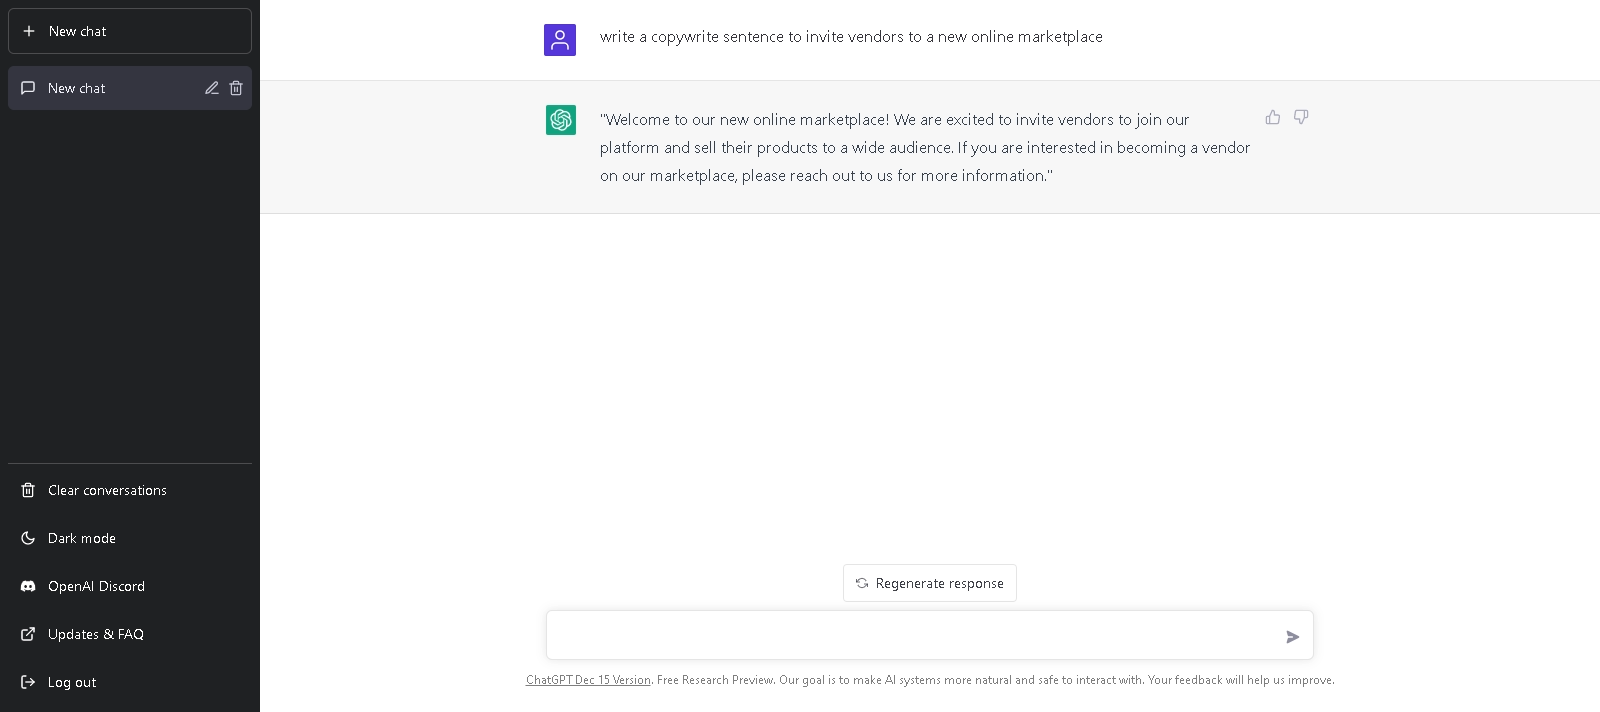 New chat
New chat
Clear conversations
Dark mode
OpenAI Discord
Updates & FAQ
Log out
write a copywrite sentence to invite vendors to a new online marketplace
"Welcome to our new online marketplace! We are excited to invite vendors to join our
platform and sell their products to a wide audience. If you are interested in becoming a vendor
on our marketplace, please reach out to us for more information."
Regenerate response
ChatGPT Dec 15 Version. Free Research Preview. Our goal is to make AI systems more natural and safe to interact with. Your feedback will help us improve.